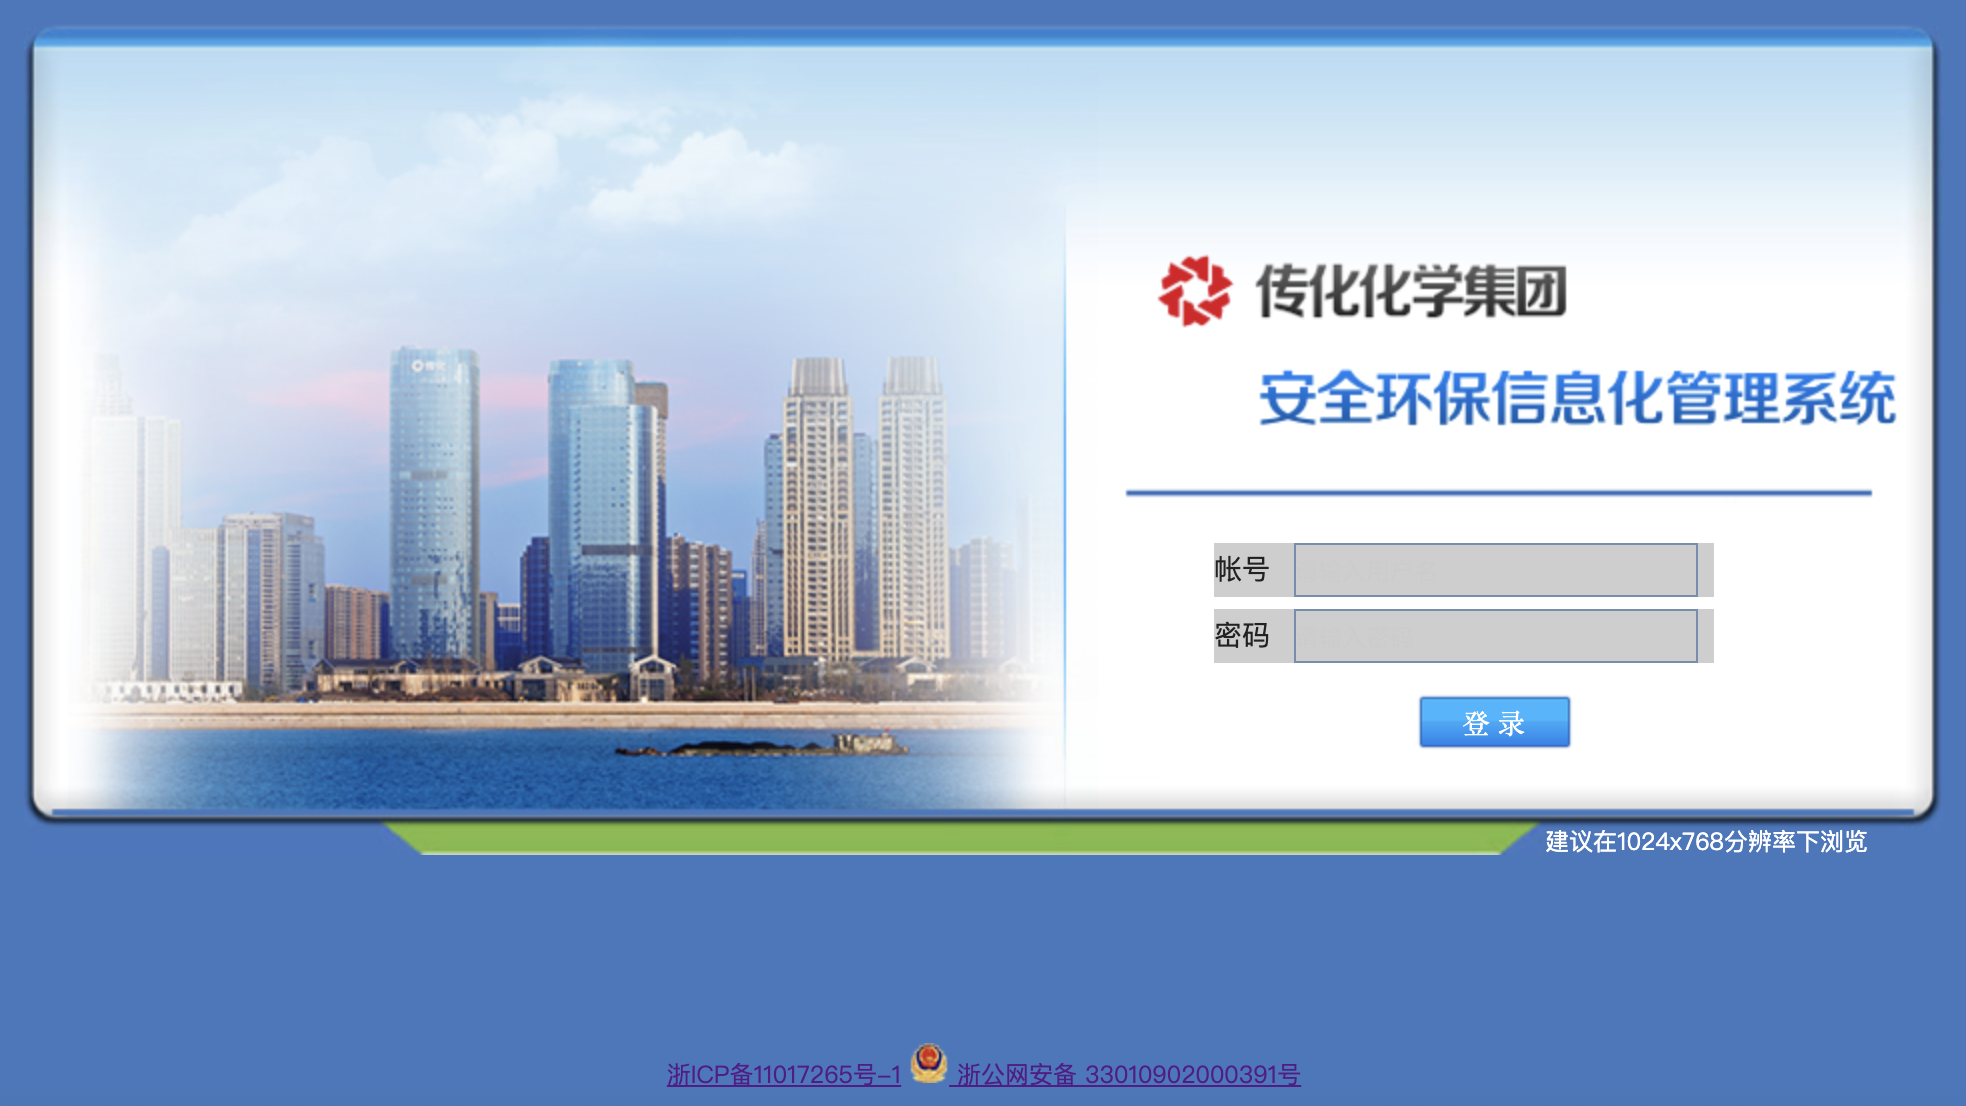 传化化学集团
安全环保信息化管理系统
帐号
密码
登 录
建议在1024x768分辨率下浏览
浙ICP备11017265号-1 浙公网安备 33010902000391号